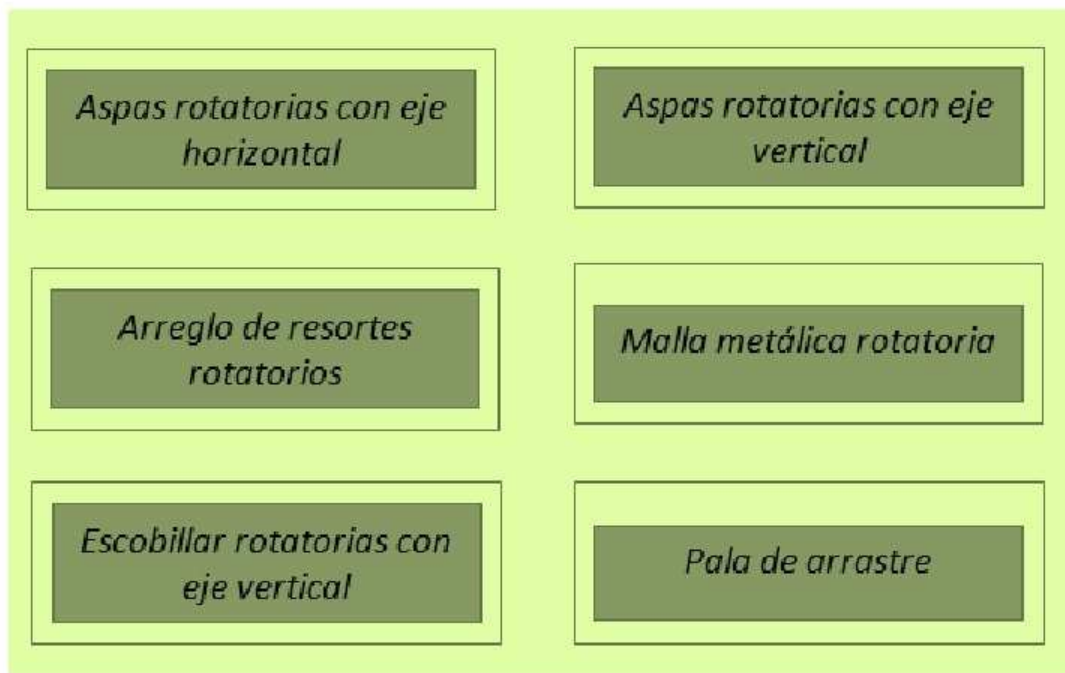 Aspas rotatorias con eje
horizontal
Aspas rotatorias con eje
vertical
Arreglo de resortes
rotatorios
Malla metálica rotatoria
Escobillar rotatorias con
eje vertical
Pala de arrastre